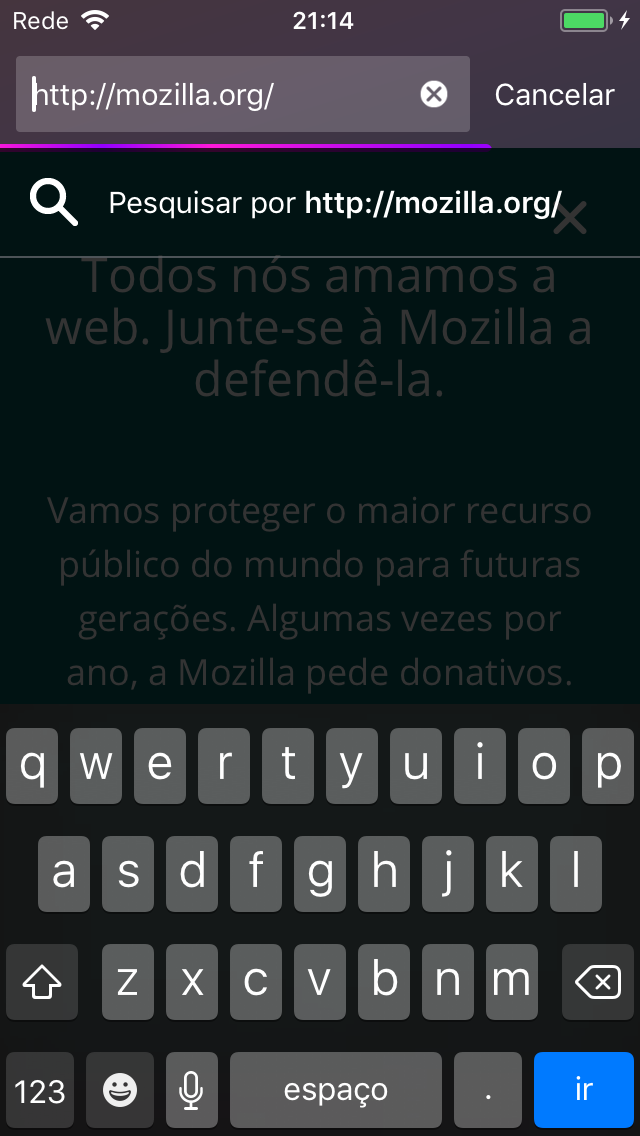 Rede 21:14
http://mozilla.org/ Cancelar
Pesquisar por http://mozilla.org/
Todos nós amamos a
web. Junte-se à Mozilla a
defendê-la.
Vamos proteger o maior recurso
público do mundo para futuras
gerações. Algumas vezes por
ano, a Mozilla pede donativos.
q w e r t y u i o p
a s d f g h j k l
z x c v b n m
123 espaço . ir